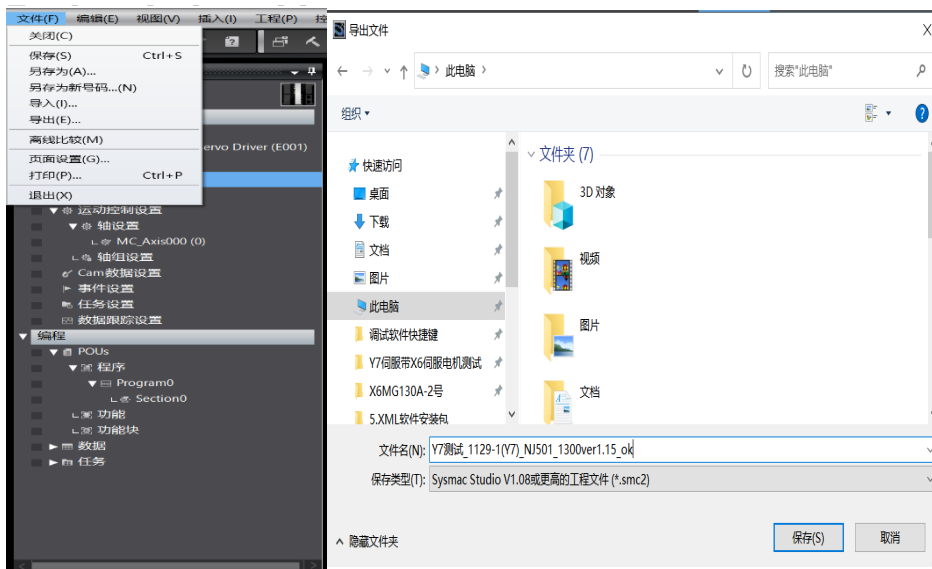 文件(F) 编辑(E) 视图(V) 插入(I) 工程(P) 控
关闭(C)
保存(S) Ctrl+S
另存为(A)...
另存为新号码...(N)
导入(I)...
导出(E)...
离线比较(M)
页面设置(G)...
打印(P)... Ctrl+P
退出(X)
ervo Driver (E001)
运动控制设置
轴设置
MC_Axis000 (0)
轴组设置
Cam数据设置
事件设置
任务设置
数据跟踪设置
编程
POUs
程序
Program0
Section0
功能
功能块
数据
任务
导出文件
此电脑
搜索"此电脑"
组织
快速访问
桌面
下载
文档
图片
此电脑
调试软件快捷键
Y7伺服带X6伺服电机测试
X6MG130A-2号
5.XML软件安装包
文件夹 (7)
3D 对象
视频
图片
文档
文件名(N): Y7测试_1129-1(Y7)_NJ501_1300ver1.15_ok
保存类型(T): Sysmac Studio V1.08或更高的工程文件 (*.smc2)
隐藏文件夹
保存(S) 取消